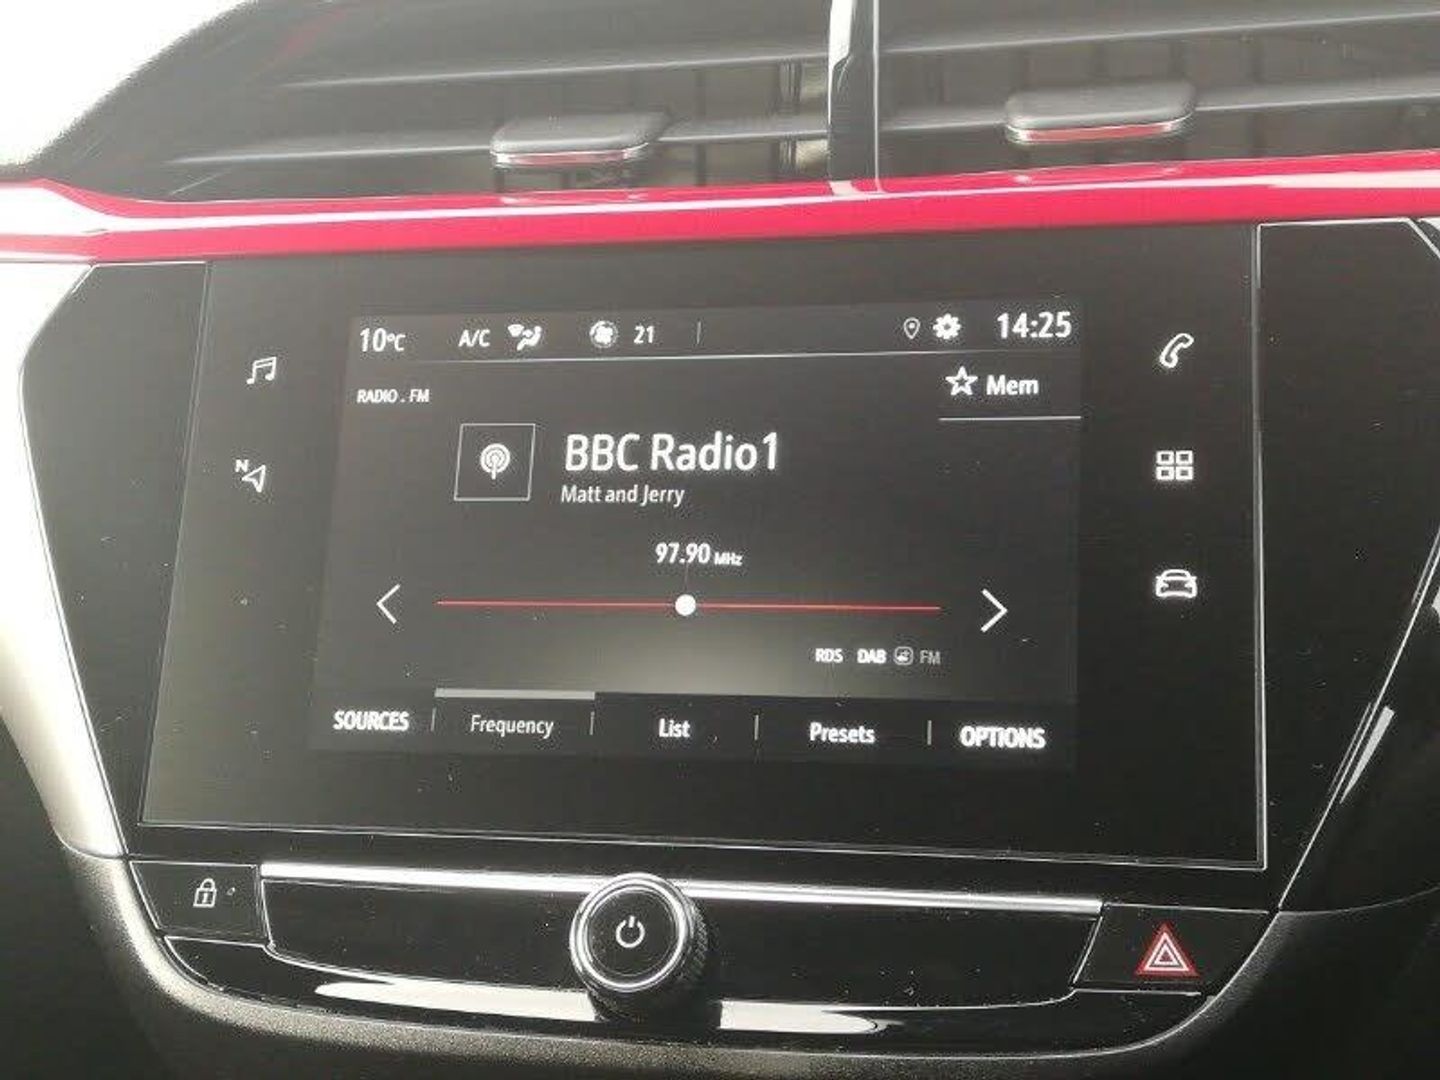 10°C A/C 21 14:25
RADIO . FM
Mem
BBC Radio1
Matt and Jerry
97.90 MHz
N
RDS DAB FM
SOURCES Frequency List Presets OPTIONS